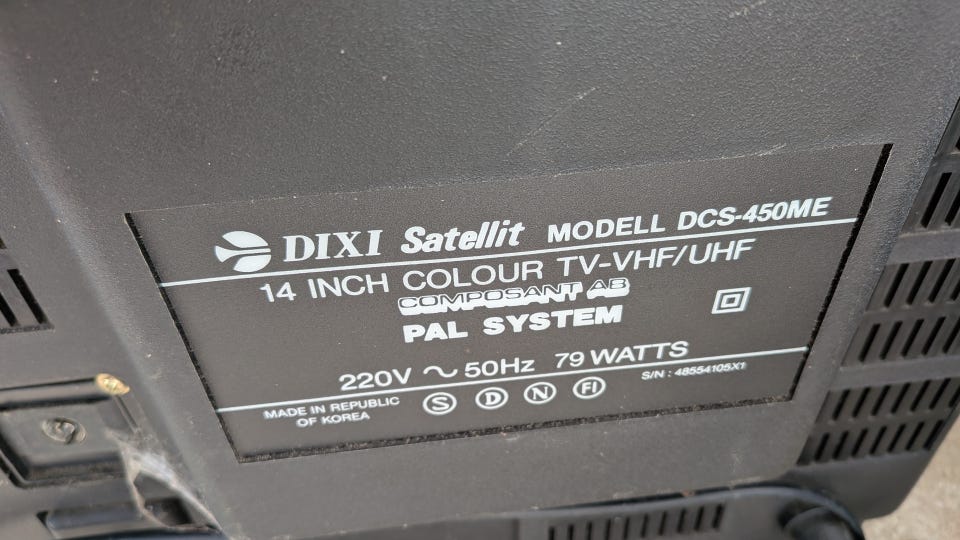 DIXI Satellit MODELL DCS-450ME
14 INCH COLOUR TV-VHF/UHF
COMPOSANT AB
PAL SYSTEM
220V ~ 50Hz 79 WATTS
S/N : 48554105X1
MADE IN REPUBLIC
OF KOREA
S D N FI